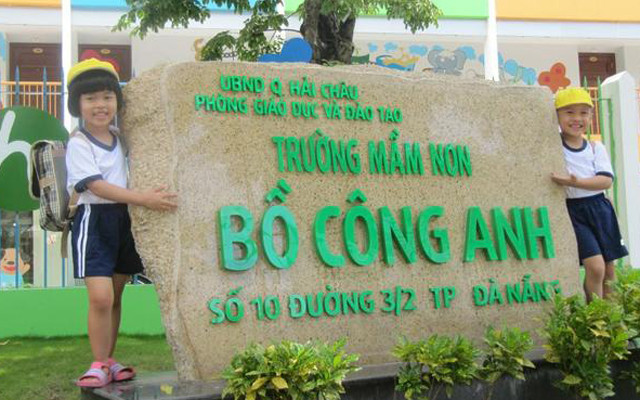 UBND Q. HẢI CHÂU
PHÒNG GIÁO DỤC VÀ ĐÀO TẠO
TRƯỜNG MẦM NON
BỒ CÔNG ANH
SỐ 10 ĐƯỜNG 3/2 TP ĐÀ NẴNG